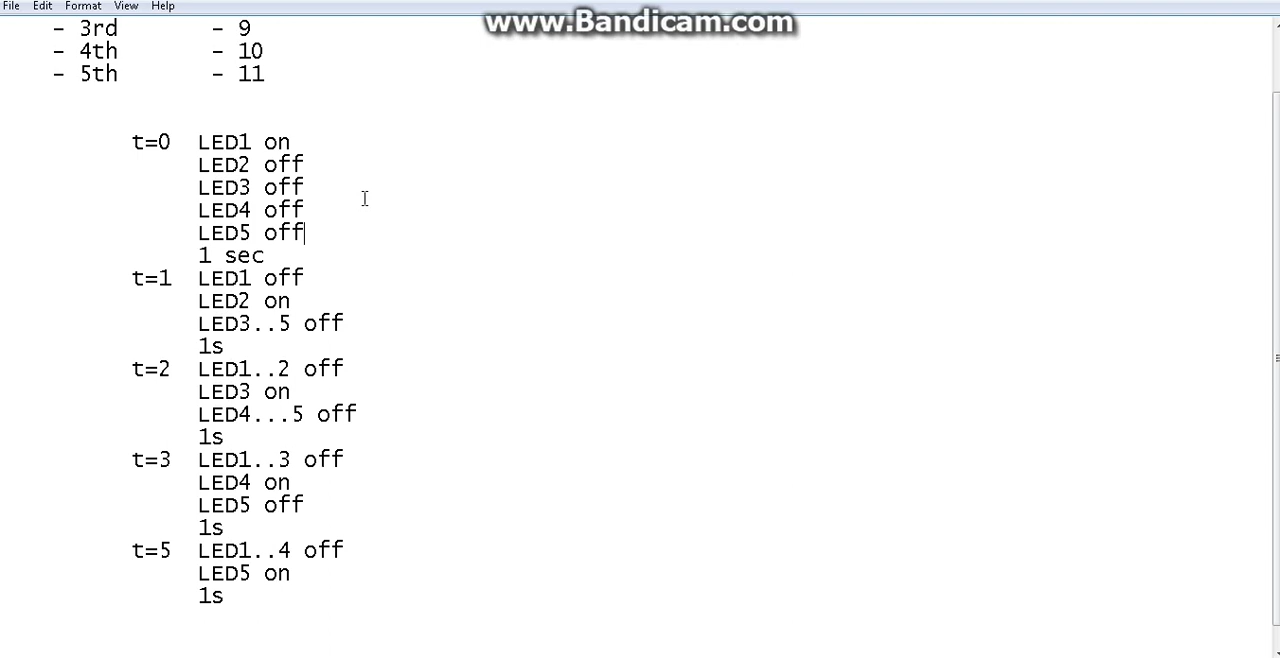 File Edit Format View Help
www.Bandicam.com
- 3rd - 9
- 4th - 10
- 5th - 11
t=0 LED1 on
LED2 off
LED3 off
LED4 off
LED5 off
1 sec
t=1 LED1 off
LED2 on
LED3..5 off
1s
t=2 LED1..2 off
LED3 on
LED4...5 off
1s
t=3 LED1..3 off
LED4 on
LED5 off
1s
t=5 LED1..4 off
LED5 on
1s